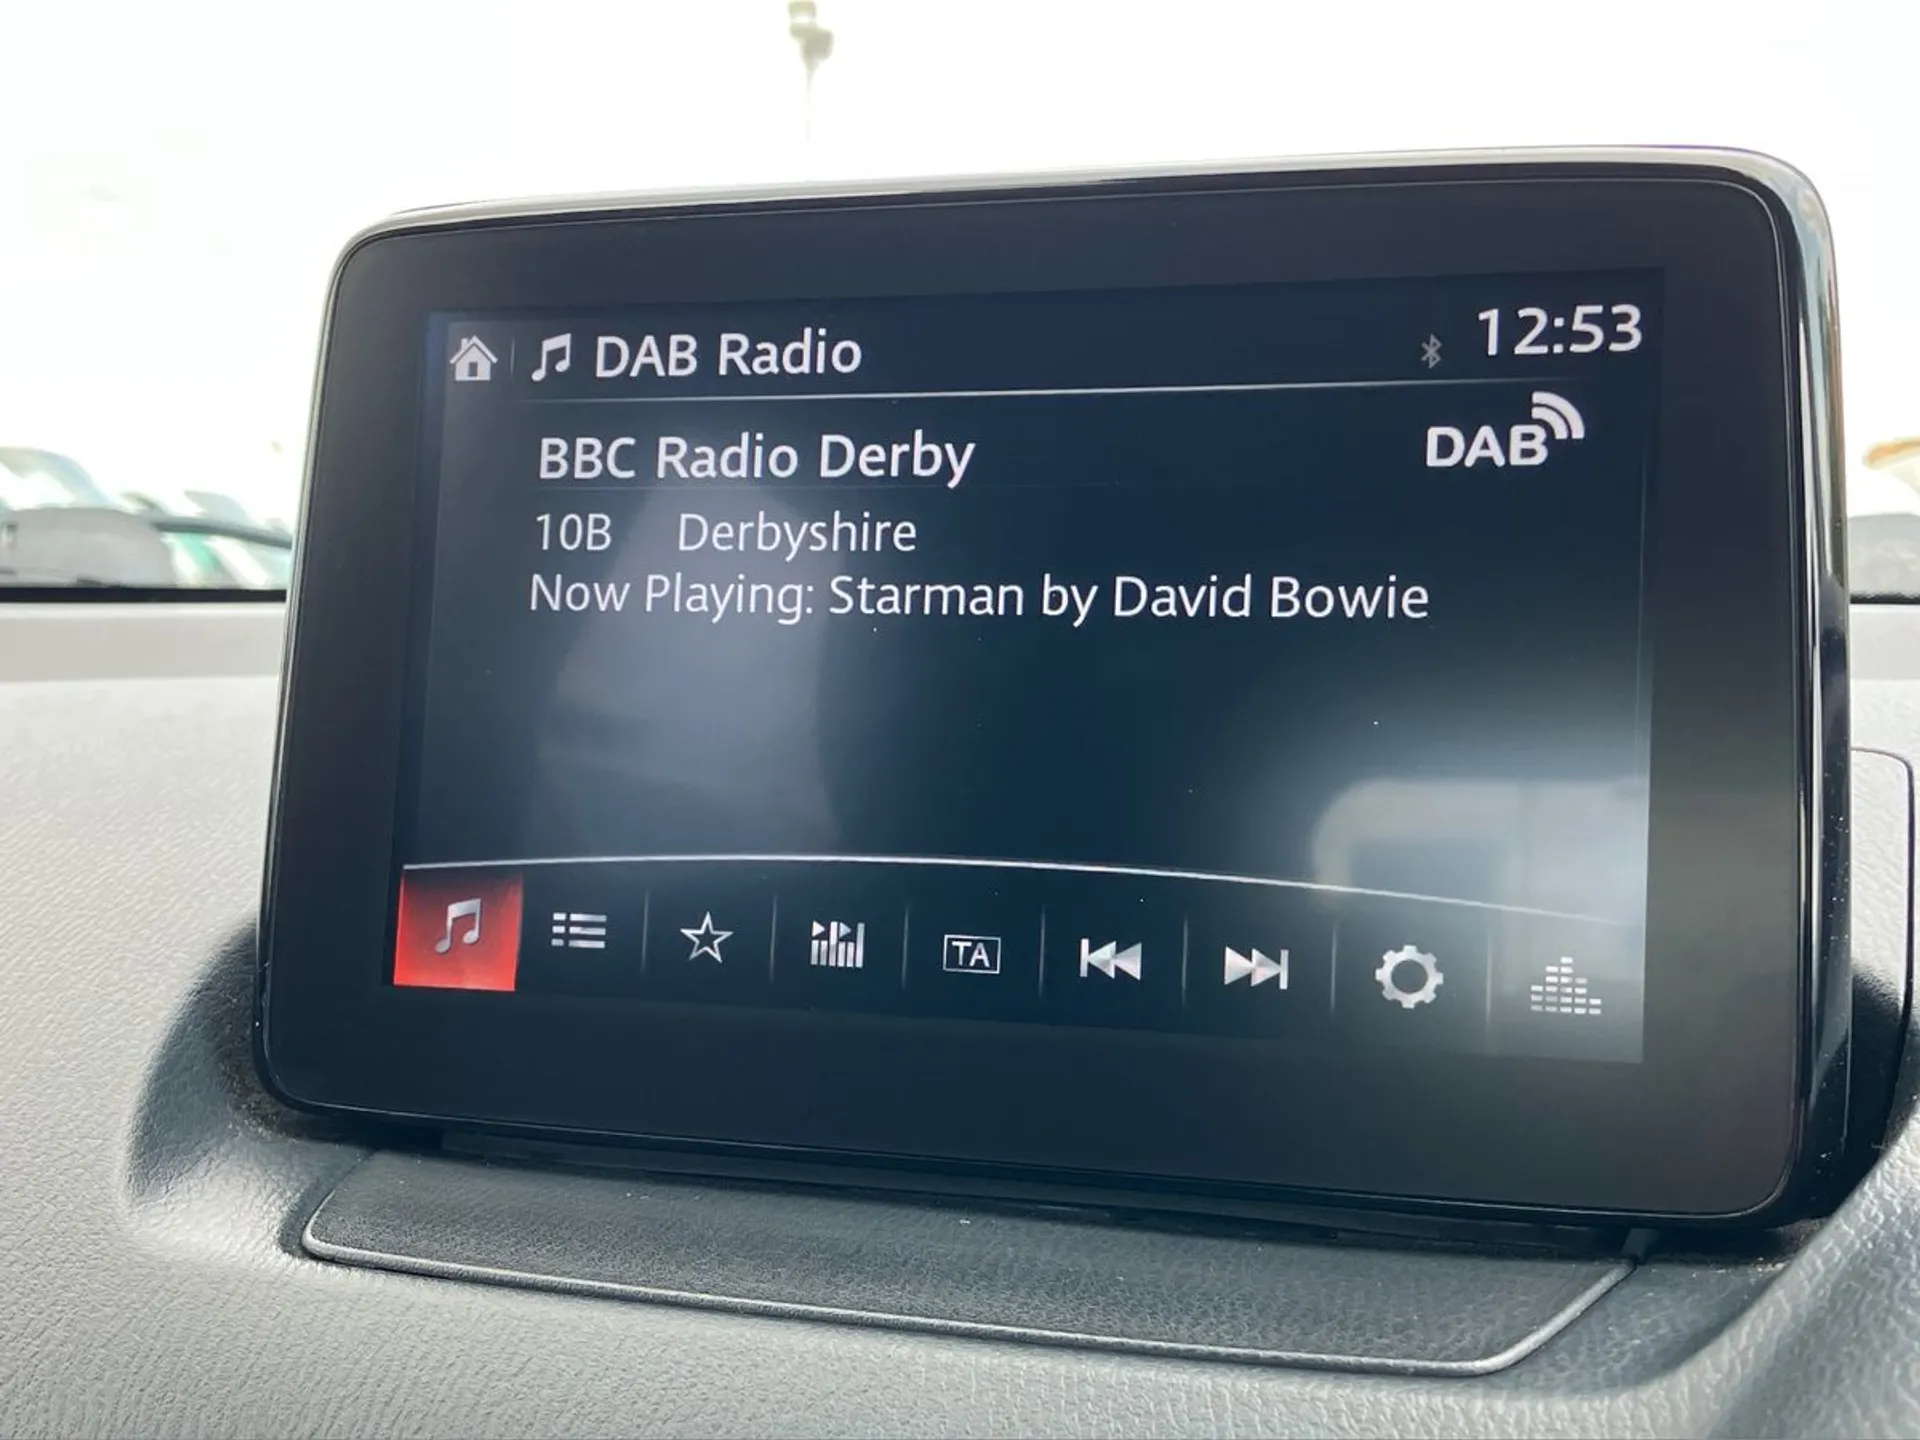 DAB Radio 12:53
BBC Radio Derby DAB
10B Derbyshire
Now Playing: Starman by David Bowie
TA